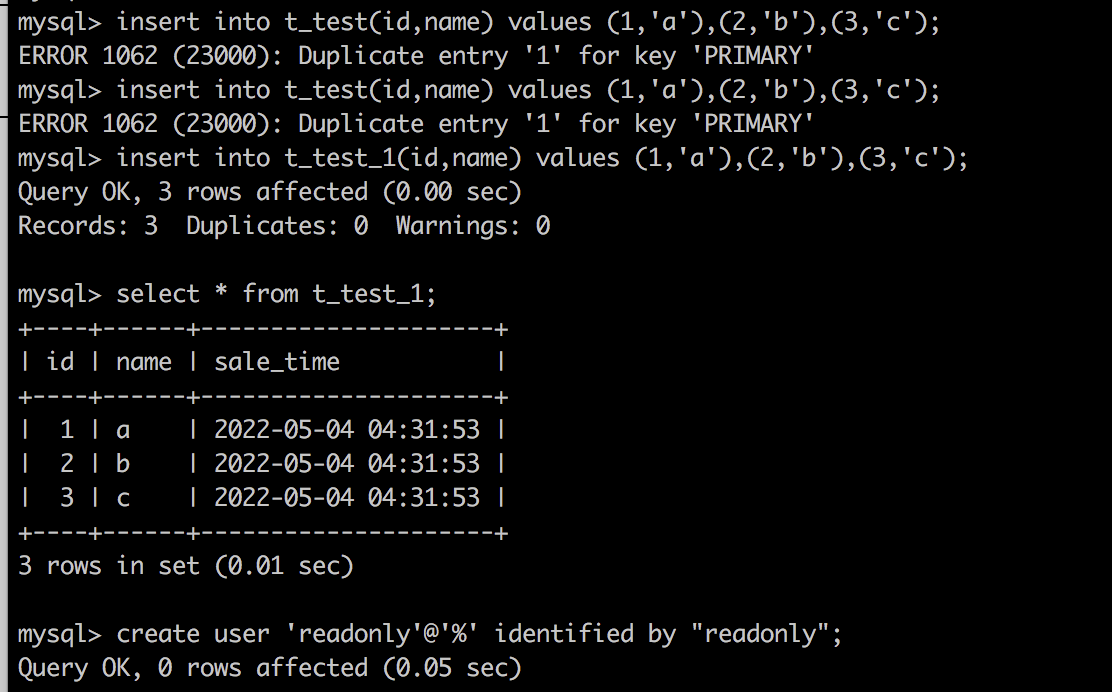 mysql> insert into t_test(id,name) values (1,'a'),(2,'b'),(3,'c');
ERROR 1062 (23000): Duplicate entry '1' for key 'PRIMARY'
mysql> insert into t_test(id,name) values (1,'a'),(2,'b'),(3,'c');
ERROR 1062 (23000): Duplicate entry '1' for key 'PRIMARY'
mysql> insert into t_test_1(id,name) values (1,'a'),(2,'b'),(3,'c');
Query OK, 3 rows affected (0.00 sec)
Records: 3  Duplicates: 0  Warnings: 0
mysql> select * from t_test_1;
+----+------+---------------------+
| id | name | sale_time           |
+----+------+---------------------+
|  1 | a    | 2022-05-04 04:31:53 |
|  2 | b    | 2022-05-04 04:31:53 |
|  3 | c    | 2022-05-04 04:31:53 |
+----+------+---------------------+
3 rows in set (0.01 sec)
mysql> create user 'readonly'@'%' identified by "readonly";
Query OK, 0 rows affected (0.05 sec)